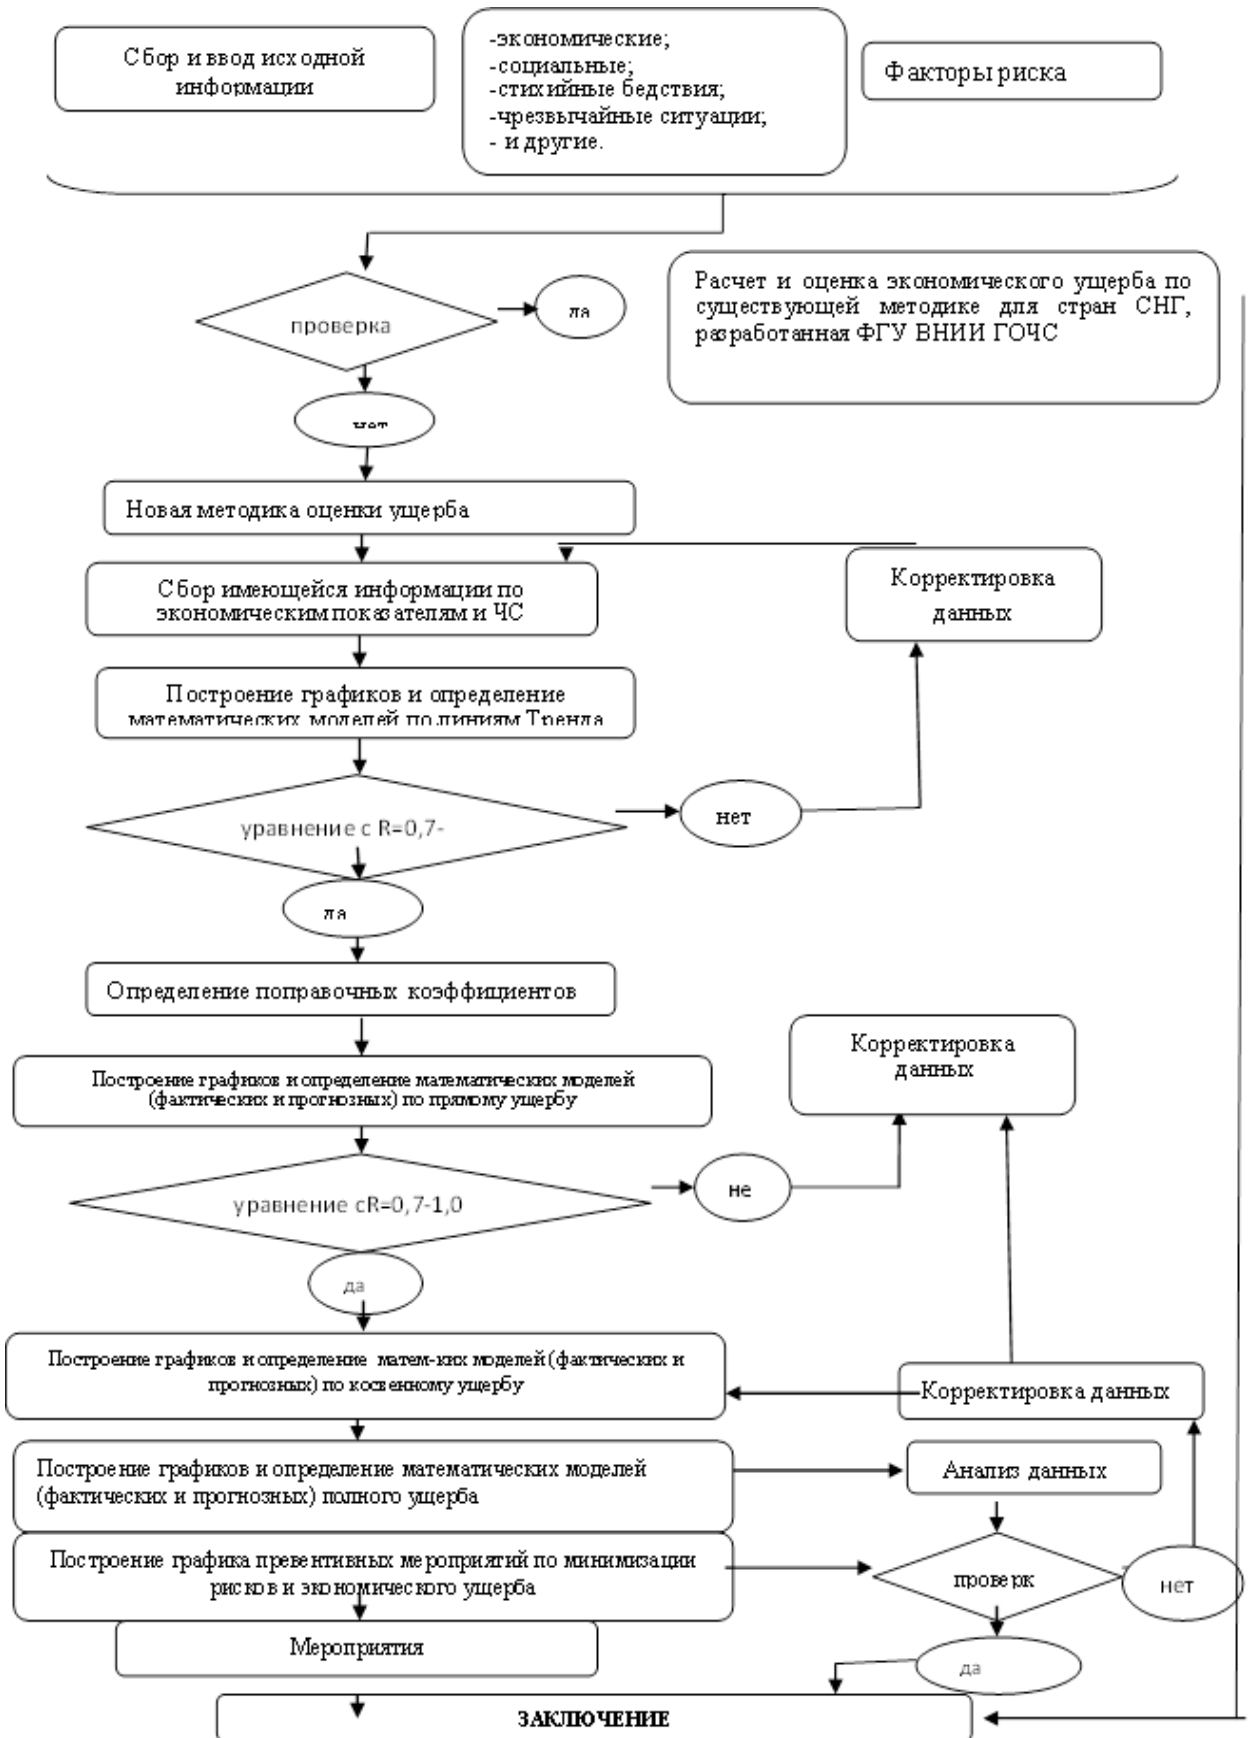 Сбор и ввод исходной
информации
-экономические;
-социальные;
-стихийные бедствия;
-чрезвычайные ситуации;
- и другие.
Факторы риска
проверка
да
Расчет и оценка экономического ущерба по
существующей методике для стран СНГ,
разработанная ФГУ ВНИИ ГОЧС
нет
Новая методика оценки ущерба
Сбор имеющейся информации по
экономическим показателям и ЧС
Корректировка
данных
Построение графиков и определение
математических моделей по линиям Тренда
уравнение с R=0,7-
нет
да
Определение поправочных коэффициентов
Корректировка
данных
Построение графиков и определение математических моделей
(фактических и прогнозных) по прямому ущербу
уравнение сR=0,7-1,0
не
да
Построение графиков и определение матем-ких моделей (фактических и
прогнозных) по косвенному ущербу
Корректировка данных
Построение графиков и определение математических моделей
(фактических и прогнозных) полного ущерба
Анализ данных
Построение графика превентивных мероприятий по минимизации
рисков и экономического ущерба
проверк
нет
Мероприятия
да
ЗАКЛЮЧЕНИЕ